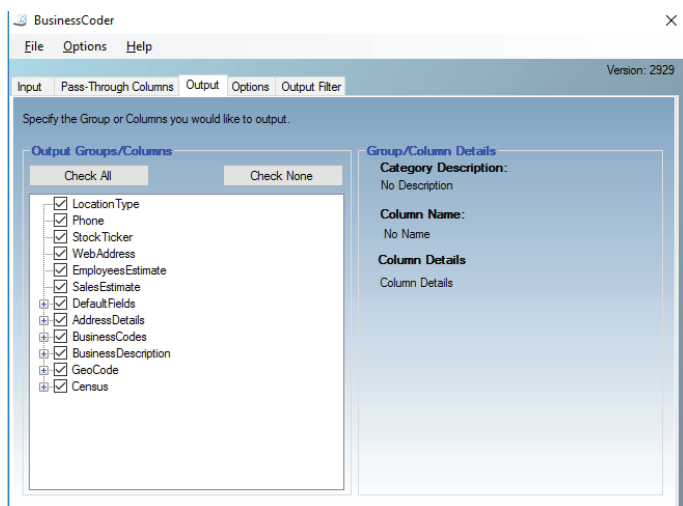 BusinessCoder
File Options Help
Version: 2929
Input Pass-Through Columns Output Options Output Filter
Specify the Group or Columns you would like to output.
Output Groups/Columns
Check All Check None
LocationType
Phone
StockTicker
WebAddress
EmployeesEstimate
SalesEstimate
DefaultFields
AddressDetails
BusinessCodes
BusinessDescription
GeoCode
Census
Group/Column Details
Category Description:
No Description
Column Name:
No Name
Column Details
Column Details